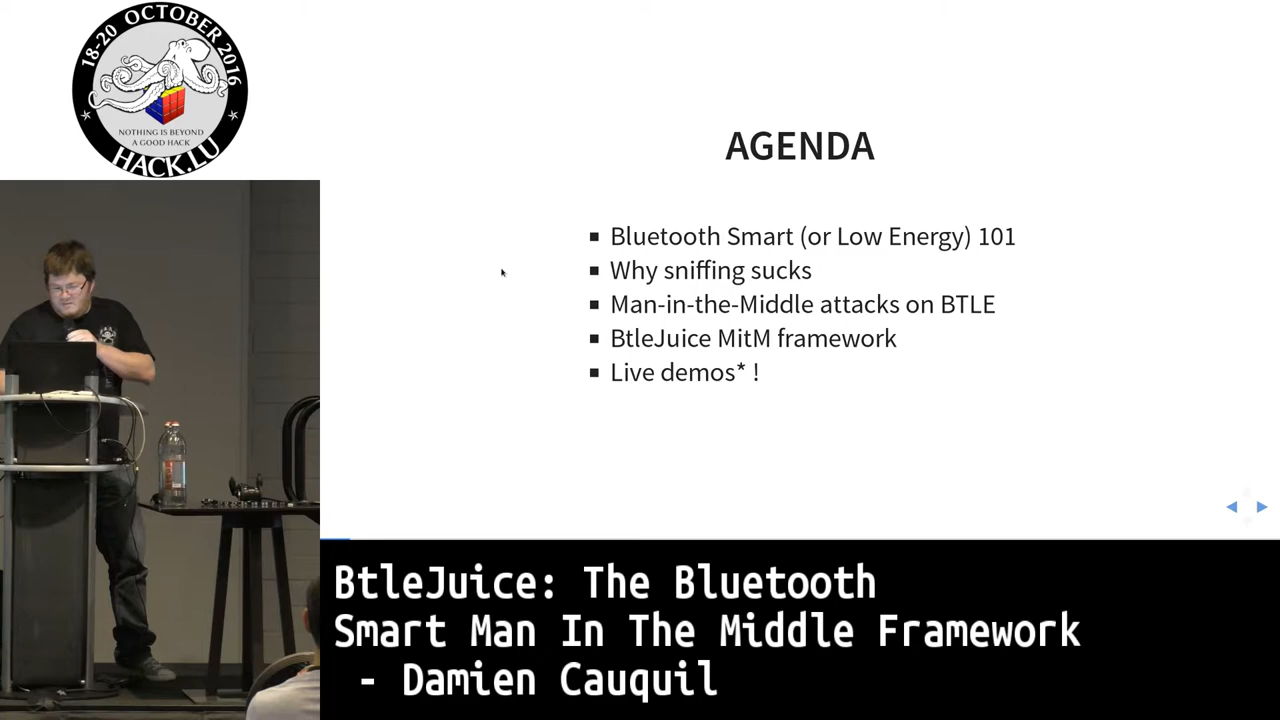 18-20 OCTOBER 2016
NOTHING IS BEYOND
A GOOD HACK
HACK.LU
AGENDA
Bluetooth Smart (or Low Energy) 101
Why sniffing sucks
Man-in-the-Middle attacks on BTLE
BtleJuice MitM framework
Live demos* !
BtleJuice: The Bluetooth
Smart Man In The Middle Framework
- Damien Cauquil